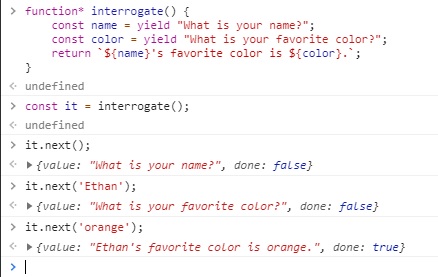 > function* interrogate() {
const name = yield "What is your name?";
const color = yield "What is your favorite color?";
return `${name}'s favorite color is ${color}.`;
}
undefined
> const it = interrogate();
undefined
> it.next();
{value: "What is your name?", done: false}
> it.next('Ethan');
{value: "What is your favorite color?", done: false}
> it.next('orange');
{value: "Ethan's favorite color is orange.", done: true}
>